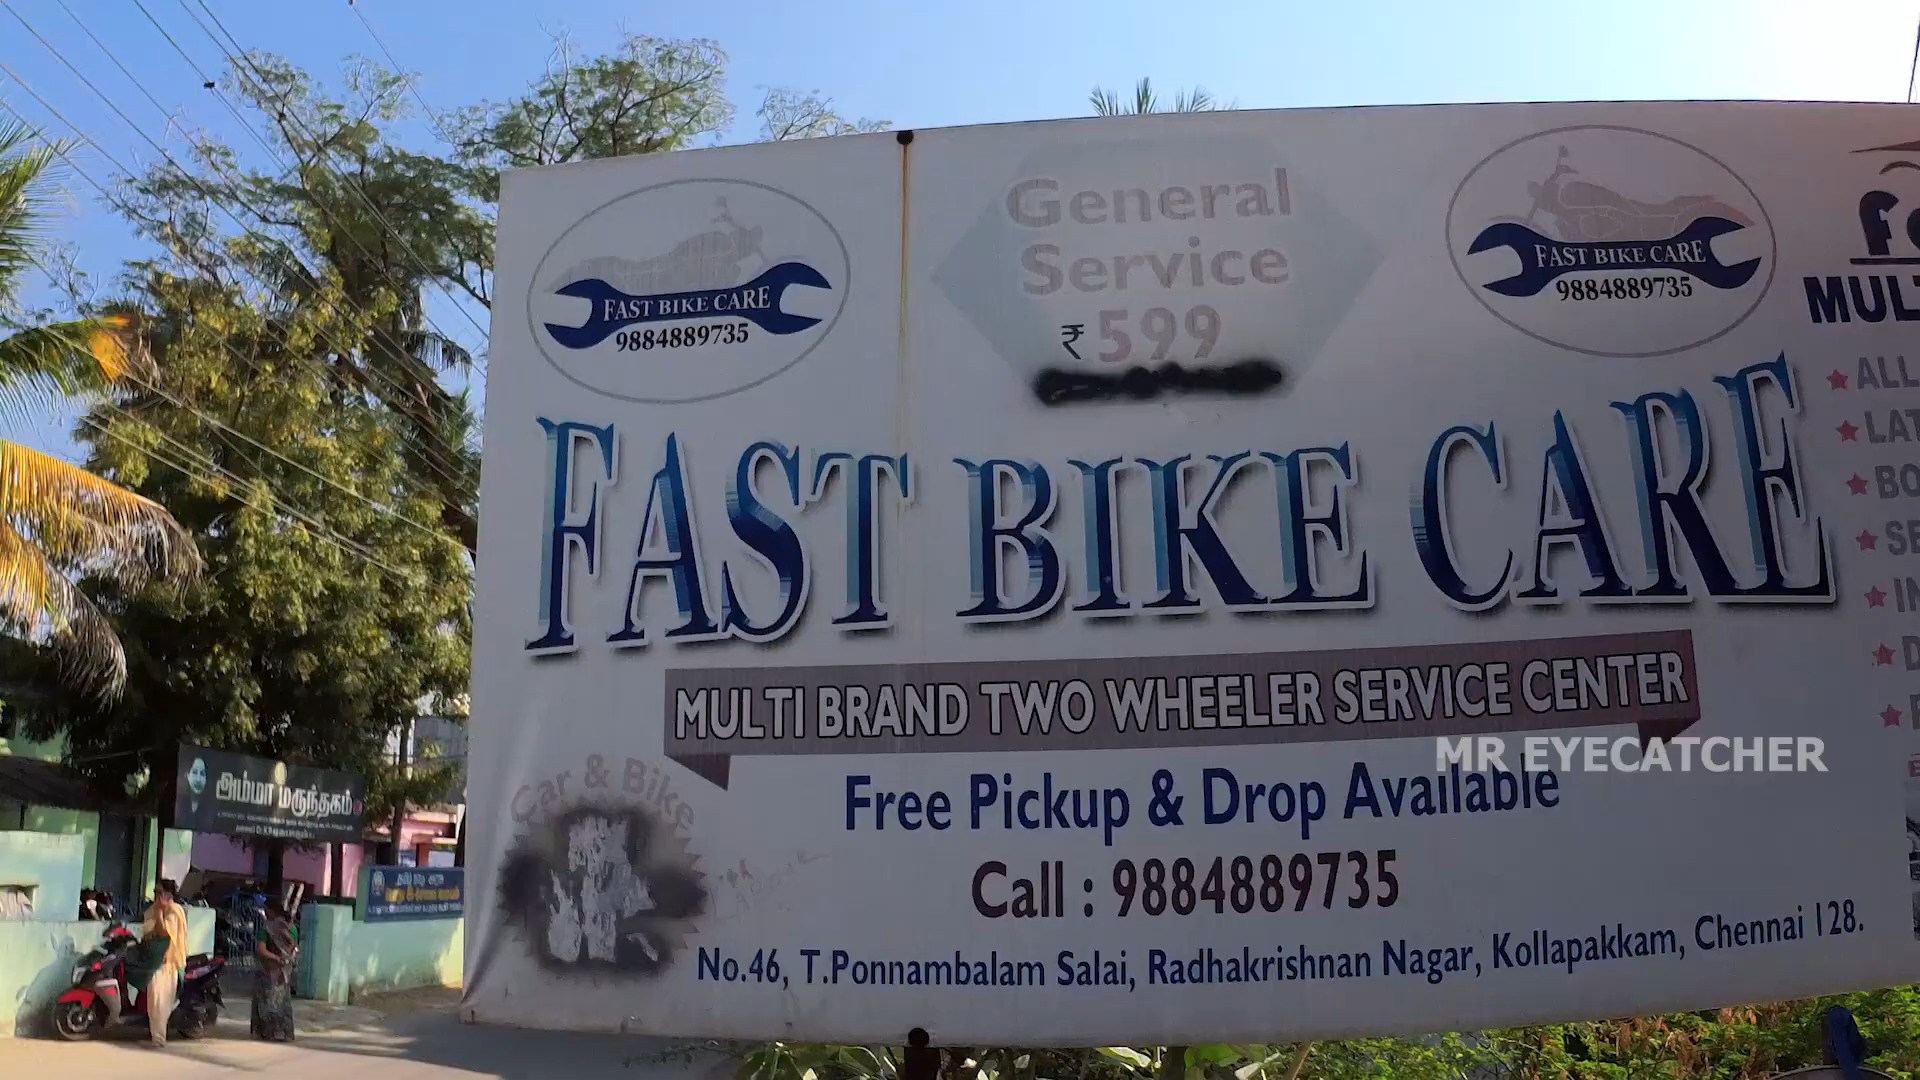 General
Service
₹ 599
FAST BIKE CARE
9884889735
FAST BIKE CARE
9884889735
FAST BIKE CARE
MULTI BRAND TWO WHEELER SERVICE CENTER
Free Pickup & Drop Available
Call : 9884889735
No.46, T.Ponnambalam Salai, Radhakrishnan Nagar, Kollapakkam, Chennai 128.
Car & Bike
ALL
MR EYECATCHER
அம்மா மருந்தகம்